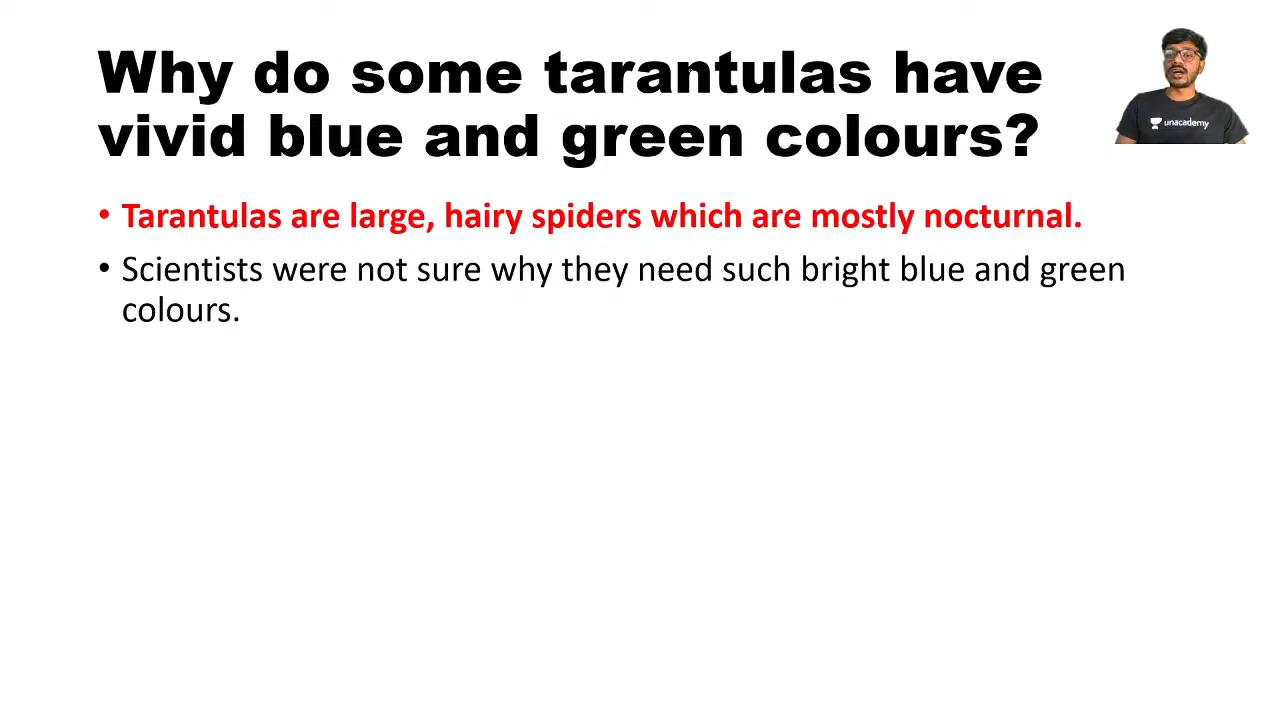 Why do some tarantulas have
vivid blue and green colours?
unacademy
• Tarantulas are large, hairy spiders which are mostly nocturnal.
• Scientists were not sure why they need such bright blue and green
colours.